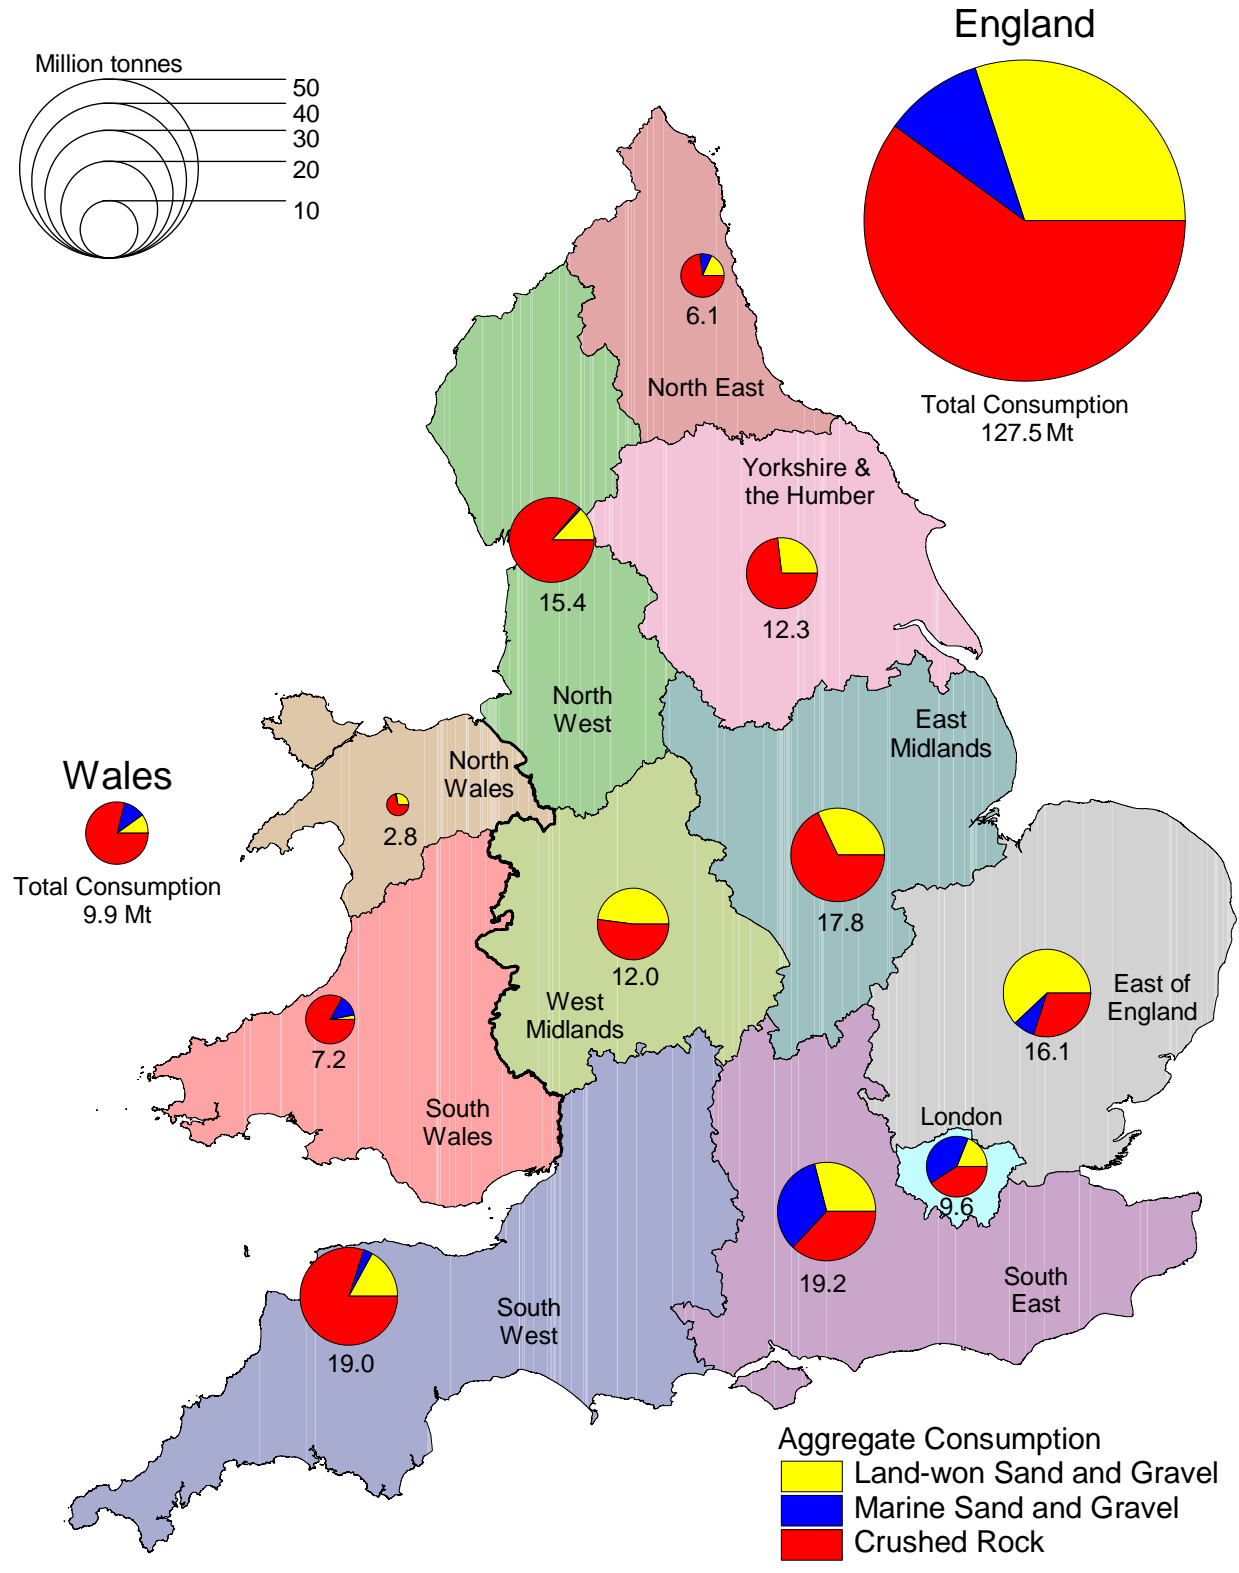 England
Million tonnes
50
40
30
20
10
6.1
North East
Total Consumption
127.5 Mt
Yorkshire &
the Humber
15.4
12.3
North
West
East
Midlands
North
Wales
Wales
2.8
Total Consumption
9.9 Mt
17.8
12.0
East of
England
West
Midlands
7.2
16.1
South
Wales
London
9.6
19.2
South
East
South
West
19.0
Aggregate Consumption
Land-won Sand and Gravel
Marine Sand and Gravel
Crushed Rock